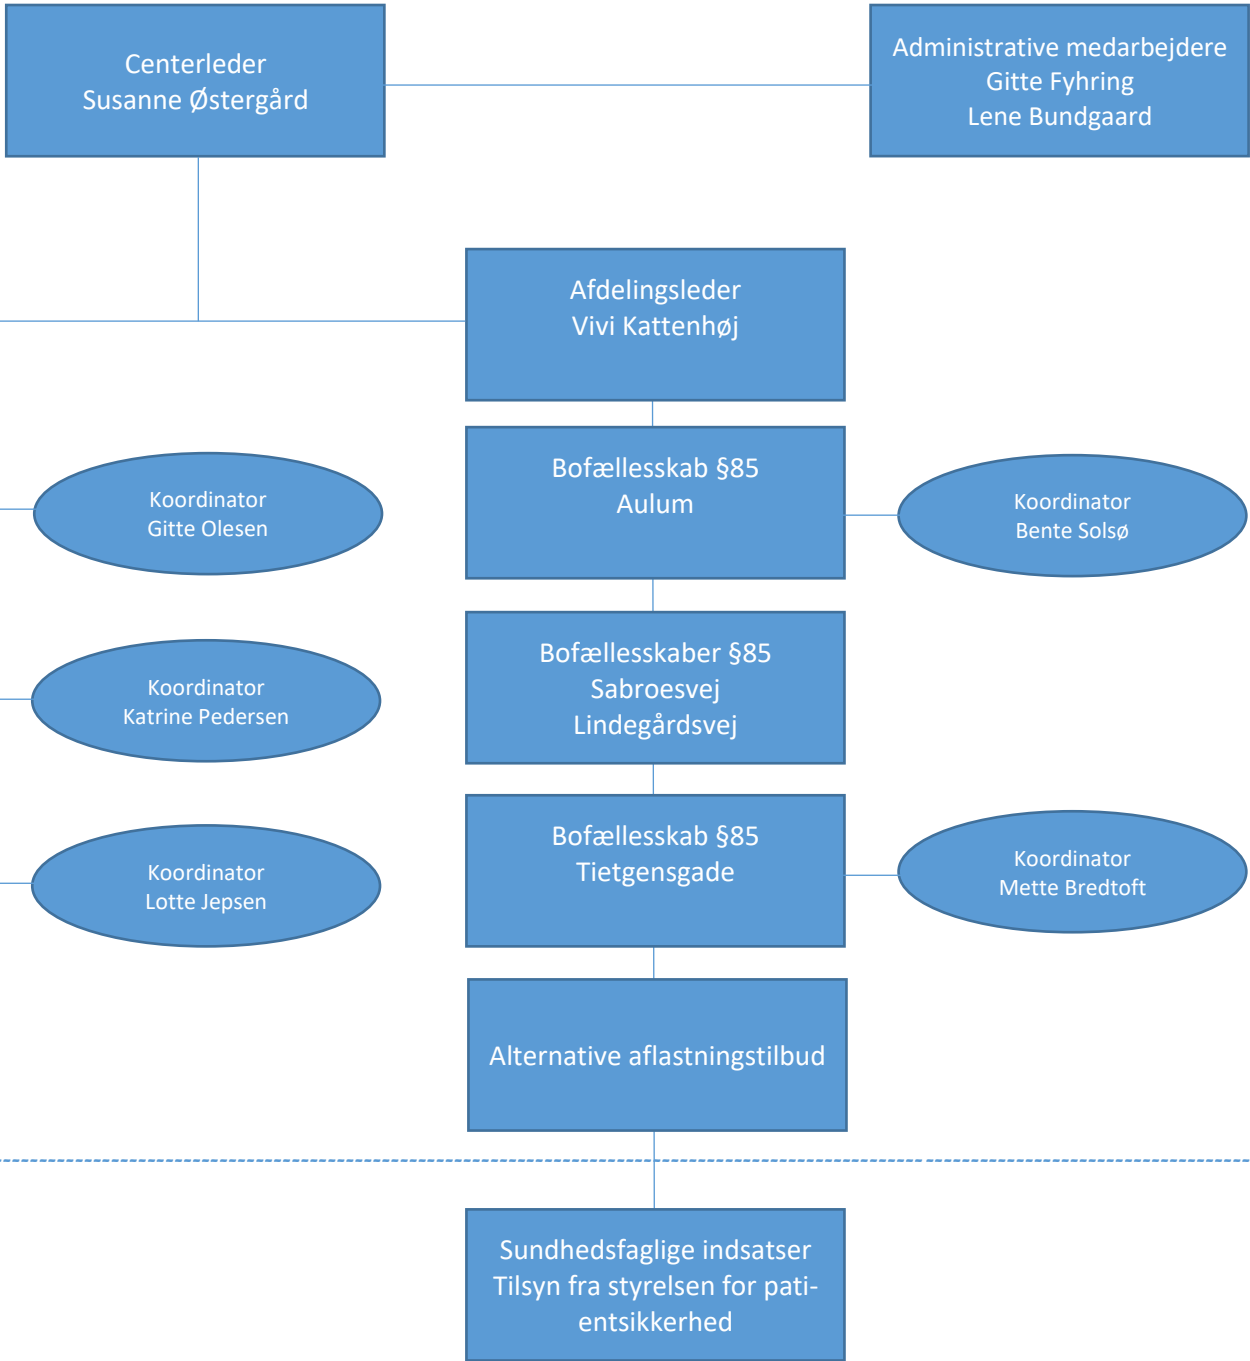 Centerleder
Susanne Østergård
Administrative medarbejdere
Gitte Fyhring
Lene Bundgaard
Afdelingsleder
Vivi Kattenhøj
Koordinator
Gitte Olesen
Bofællesskab §85
Aulum
Koordinator
Bente Solsø
Koordinator
Katrine Pedersen
Bofællesskaber §85
Sabroesvej
Lindegårdsvej
Koordinator
Lotte Jepsen
Bofællesskab §85
Tietgensgade
Koordinator
Mette Bredtoft
Alternative aflastningstilbud
Sundhedsfaglige indsatser
Tilsyn fra styrelsen for pati-
entsikkerhed